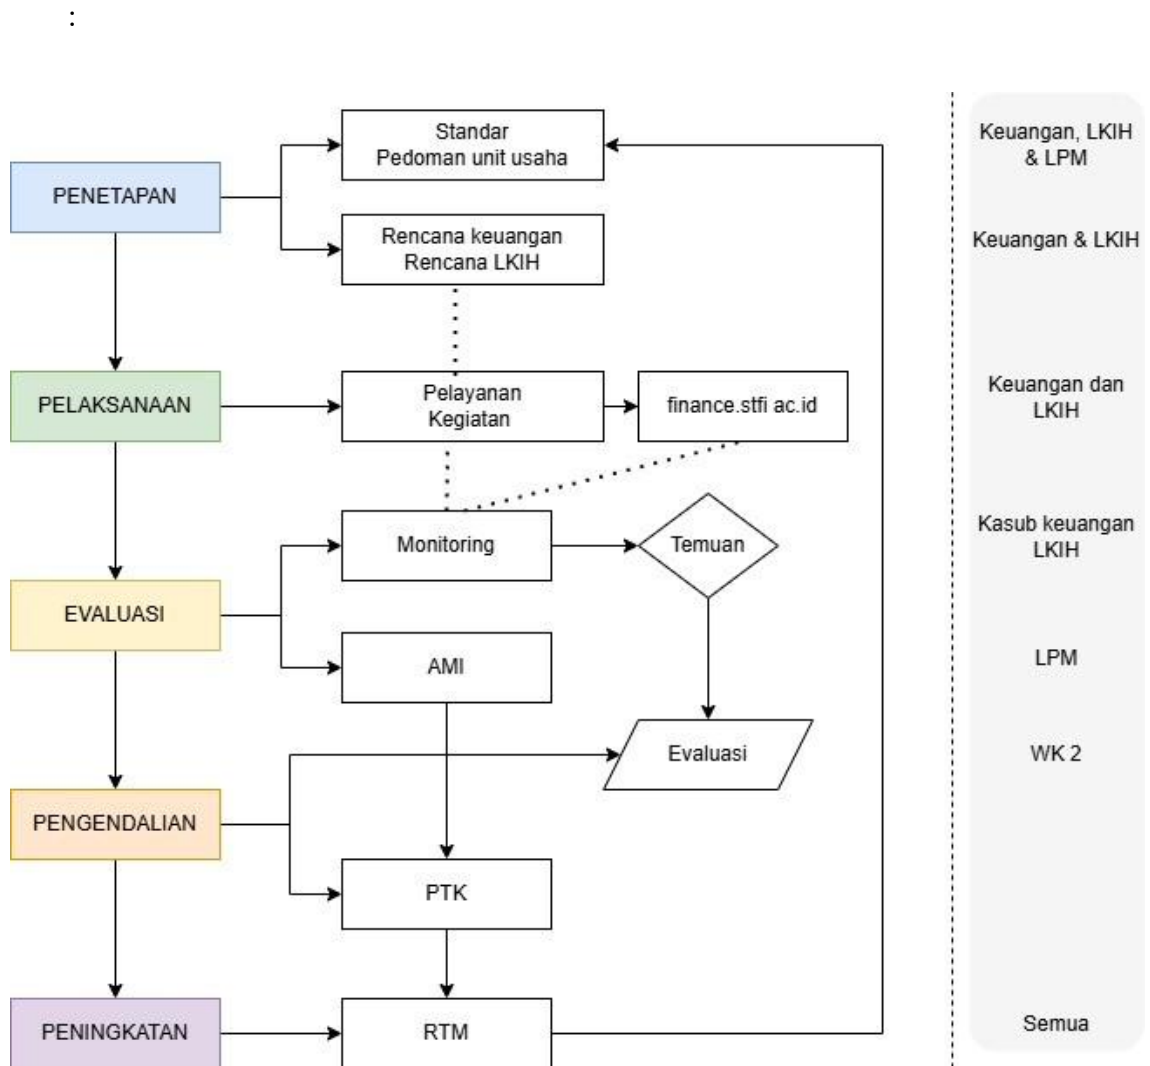 :
Standar
Pedoman unit usaha
Keuangan, LKIH
& LPM
PENETAPAN
Rencana keuangan
Rencana LKIH
Keuangan & LKIH
PELAKSANAAN
Pelayanan
Kegiatan
finance.stfi ac.id
Keuangan dan
LKIH
Monitoring
Temuan
Kasub keuangan
LKIH
EVALUASI
AMI
LPM
Evaluasi
WK 2
PENGENDALIAN
PTK
PENINGKATAN
RTM
Semua